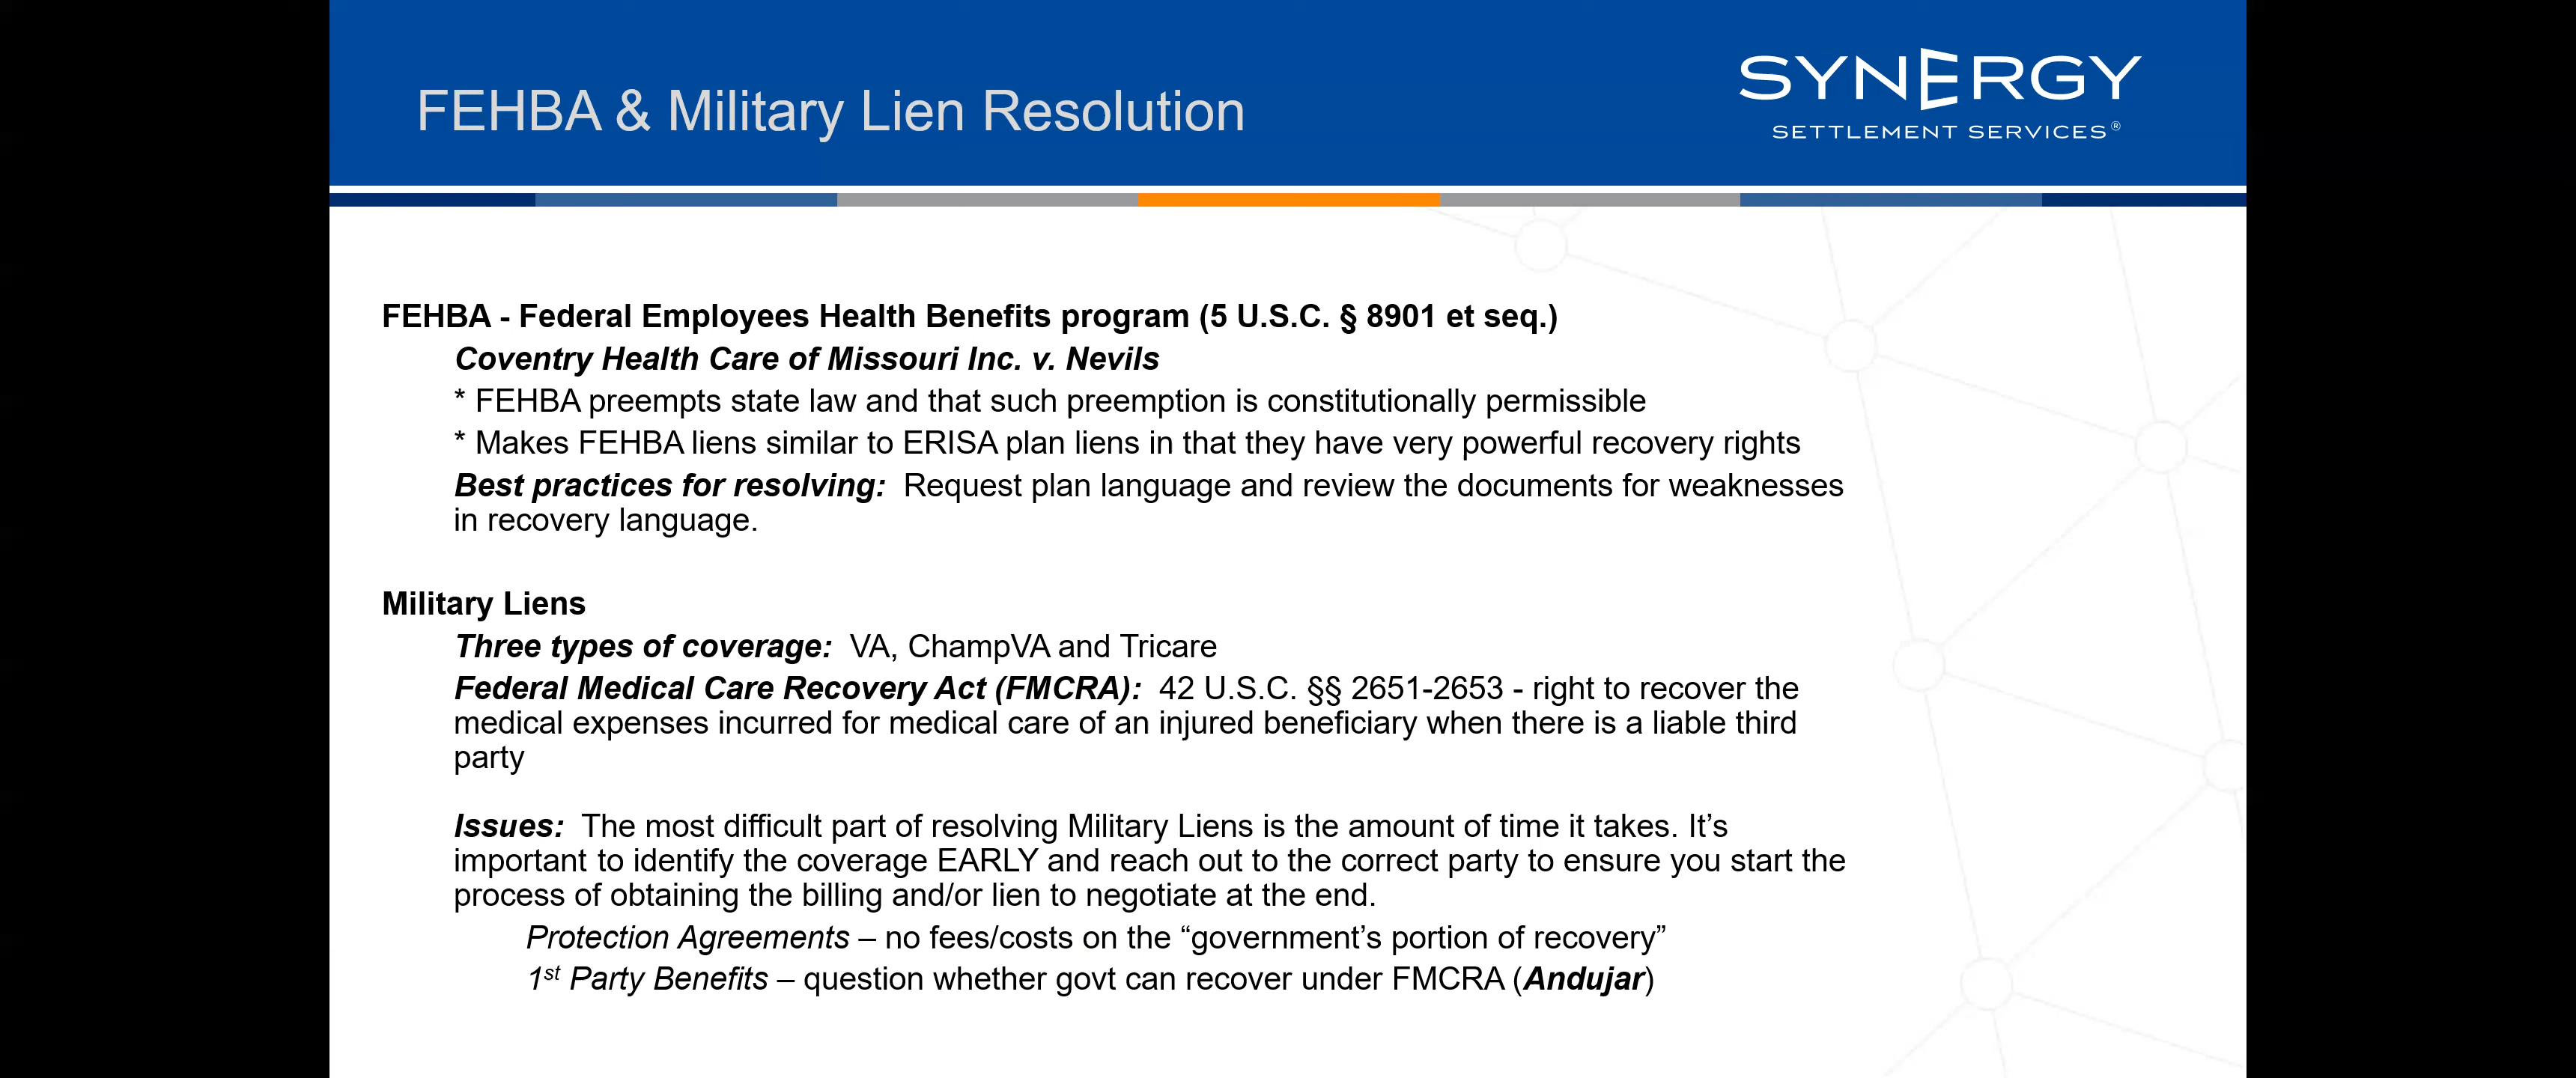 FEHBA & Military Lien Resolution
SYNERGY
SETTLEMENT SERVICES®
FEHBA - Federal Employees Health Benefits program (5 U.S.C. § 8901 et seq.)
Coventry Health Care of Missouri Inc. v. Nevils
* FEHBA preempts state law and that such preemption is constitutionally permissible
* Makes FEHBA liens similar to ERISA plan liens in that they have very powerful recovery rights
Best practices for resolving: Request plan language and review the documents for weaknesses
in recovery language.
Military Liens
Three types of coverage: VA, ChampVA and Tricare
Federal Medical Care Recovery Act (FMCRA): 42 U.S.C. §§ 2651-2653 - right to recover the
medical expenses incurred for medical care of an injured beneficiary when there is a liable third
party
Issues: The most difficult part of resolving Military Liens is the amount of time it takes. It’s
important to identify the coverage EARLY and reach out to the correct party to ensure you start the
process of obtaining the billing and/or lien to negotiate at the end.
Protection Agreements – no fees/costs on the “government’s portion of recovery”
1st Party Benefits – question whether govt can recover under FMCRA (Andujar)